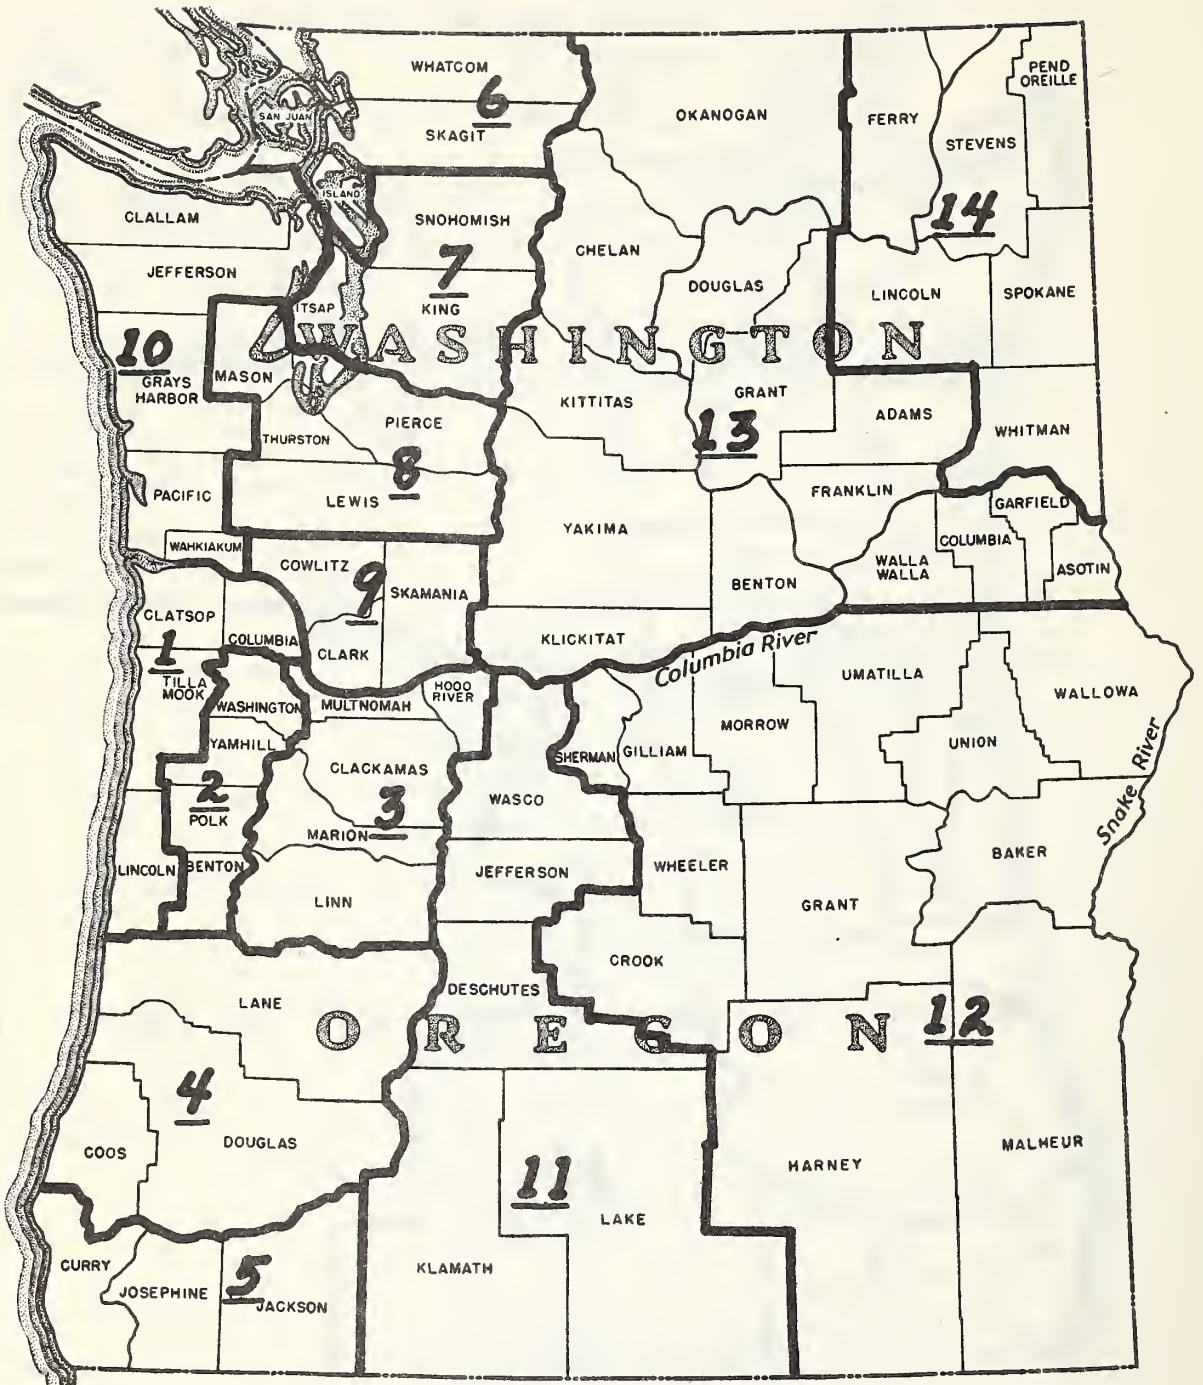 WHATCOM
6
SAN JUAN
SKAGIT
OKANOGAN
FERRY
PEND
OREILLE
STEVENS
14
ISLAND
CLALLAM
SNOHOMISH
7
CHELAN
JEFFERSON
DOUGLAS
LINCOLN
SPOKANE
ITSAP
KING
WASHINGTON
10
GRAYS
HARBOR
MASON
KITTITAS
GRANT
13
ADAMS
WHITMAN
PIERCE
THURSTON
8
LEWIS
PACIFIC
FRANKLIN
GARFIELD
YAKIMA
WAHKIAKUM
COLUMBIA
COWLITZ
9
SKAMANIA
BENTON
WALLA
WALLA
ASOTIN
CLATSOP
1
COLUMBIA
CLARK
KLICKITAT
Columbia River
TILLA
MOOK
WASHINGTON
MULTNOMAH
HOOD
RIVER
UMATILLA
WALLOWA
MORROW
YAMHILL
SHERMAN
GILLIAM
UNION
Snake River
CLACKAMAS
2
POLK
3
MARION
WASCO
LINCOLN
BENTON
JEFFERSON
WHEELER
BAKER
LINN
GRANT
CROOK
DESCHUTES
LANE
OREGON
12
4
DOUGLAS
COOS
MALHEUR
HARNEY
11
LAKE
CURRY
JOSEPHINE
5
JACKSON
KLAMATH